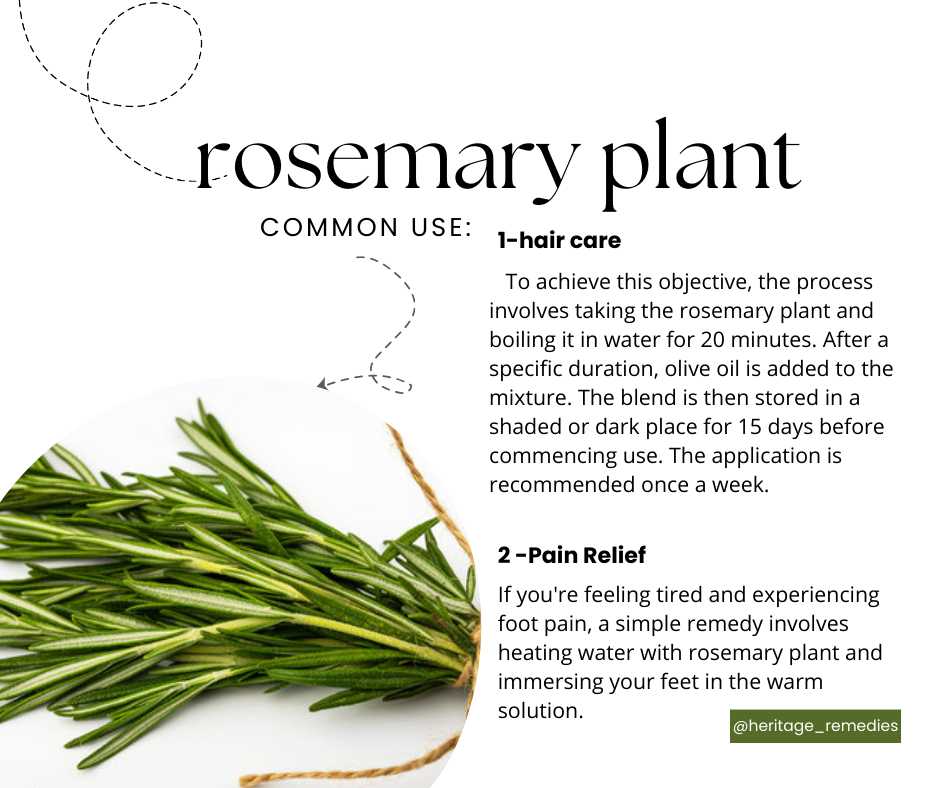 rosemary plant
COMMON USE:
1-hair care
To achieve this objective, the process
involves taking the rosemary plant and
boiling it in water for 20 minutes. After a
specific duration, olive oil is added to the
mixture. The blend is then stored in a
shaded or dark place for 15 days before
commencing use. The application is
recommended once a week.
2 -Pain Relief
If you're feeling tired and experiencing
foot pain, a simple remedy involves
heating water with rosemary plant and
immersing your feet in the warm
solution.
@heritage_remedies